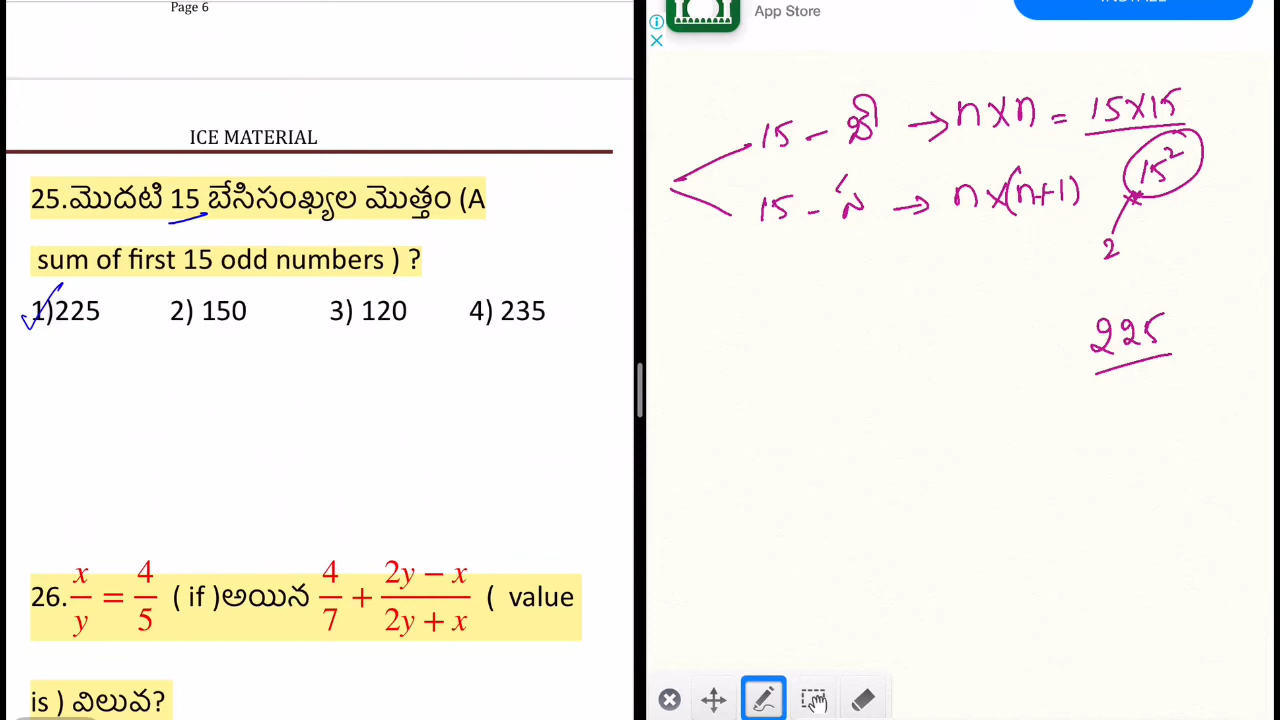 Page 6
ICE MATERIAL
25.మొదటి 15 బేసిసంఖ్యల మొత్తం (A
sum of first 15 odd numbers ) ?
1)225 2) 150 3) 120 4) 235
26. x/y = 4/5 ( if )అయిన 4/7 + (2y − x)/(2y + x) ( value
is ) విలువ?
App Store
15 - బే → n×n = 15×15
15 - స → n×(n+1) 15²
2
225